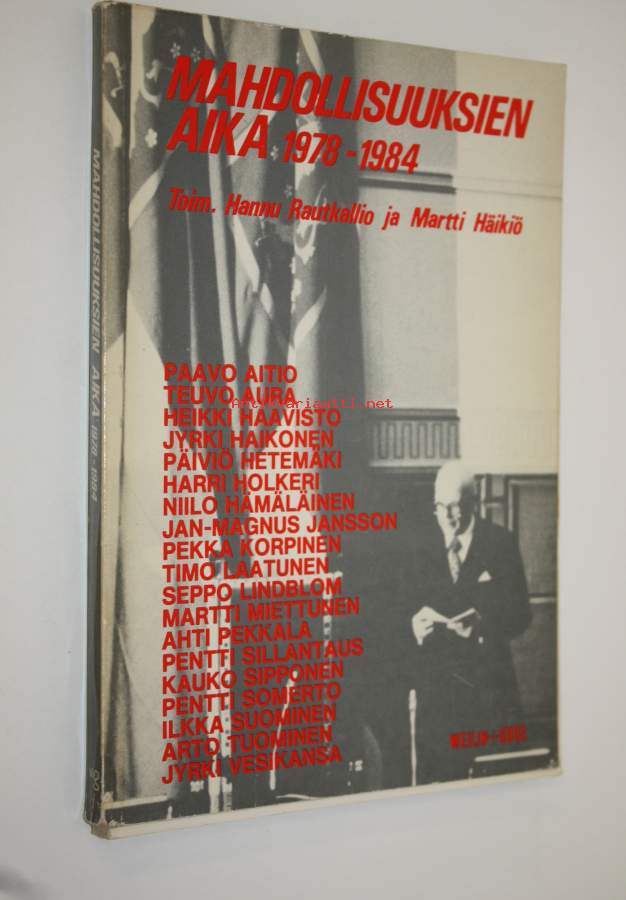 MAHDOLLISUUKSIEN
AIKA 1978 - 1984
Toim. Hannu Rautkallio ja Martti Häikiö
PAAVO AITIO
TEUVO AURA
HEIKKI HAAVISTO
JYRKI HAIKONEN
PÄIVIÖ HETEMÄKI
HARRI HOLKERI
NIILO HÄMÄLÄINEN
JAN-MAGNUS JANSSON
PEKKA KORPINEN
TIMO LAATUNEN
SEPPO LINDBLOM
MARTTI MIETTUNEN
AHTI PEKKALA
PENTTI SILLANTAUS
KAUKO SIPPONEN
PENTTI SOMERTO
ILKKA SUOMINEN
ARTO TUOMINEN
JYRKI VESIKANSA
WEILIN+GÖÖS
MAHDOLLISUUKSIEN AIKA 1978 - 1984
antikvariaatti.net